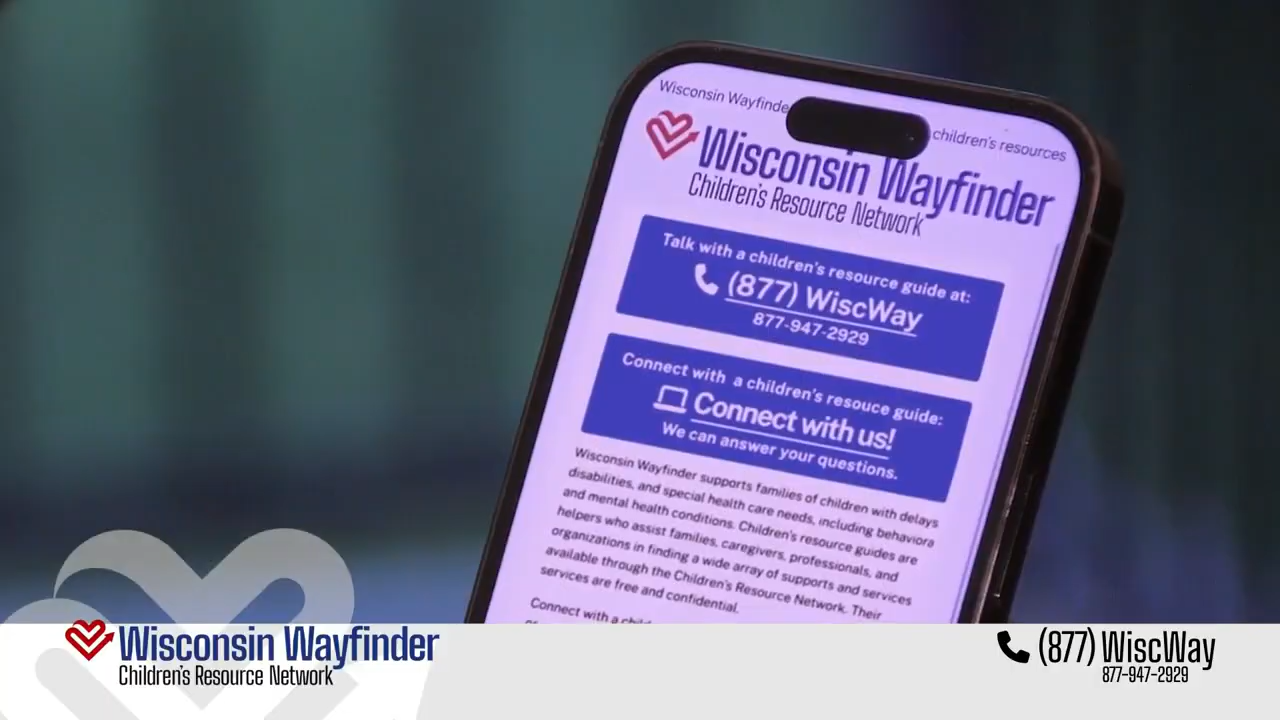 Wisconsin Wayfinde
children's resources
Wisconsin Wayfinder
Children's Resource Network
Talk with a children's resource guide at:
(877) WiscWay
877-947-2929
Connect with a children's resouce guide:
Connect with us!
We can answer your questions.
Wisconsin Wayfinder supports families of children with delays
disabilities, and special health care needs, including behaviora
and mental health conditions. Children's resource guides are
helpers who assist families, caregivers, professionals, and
organizations in finding a wide array of supports and services
available through the Children's Resource Network. Their
services are free and confidential.
Connect with a
Wisconsin Wayfinder
Children's Resource Network
(877) WiscWay
877-947-2929